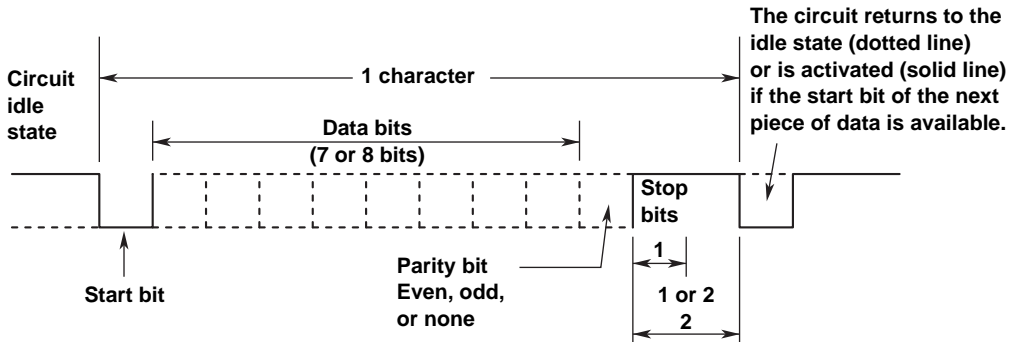 The circuit returns to the
idle state (dotted line)
or is activated (solid line)
if the start bit of the next
piece of data is available.
Circuit
idle
state
1 character
Data bits
(7 or 8 bits)
Stop
bits
1
1 or 2
2
Start bit
Parity bit
Even, odd,
or none